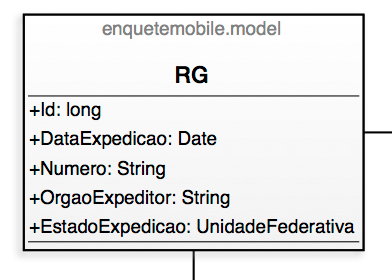 enquetemobile.model
RG
+Id: long
+DataExpedicao: Date
+Numero: String
+OrgaoExpeditor: String
+EstadoExpedicao: UnidadeFederativa